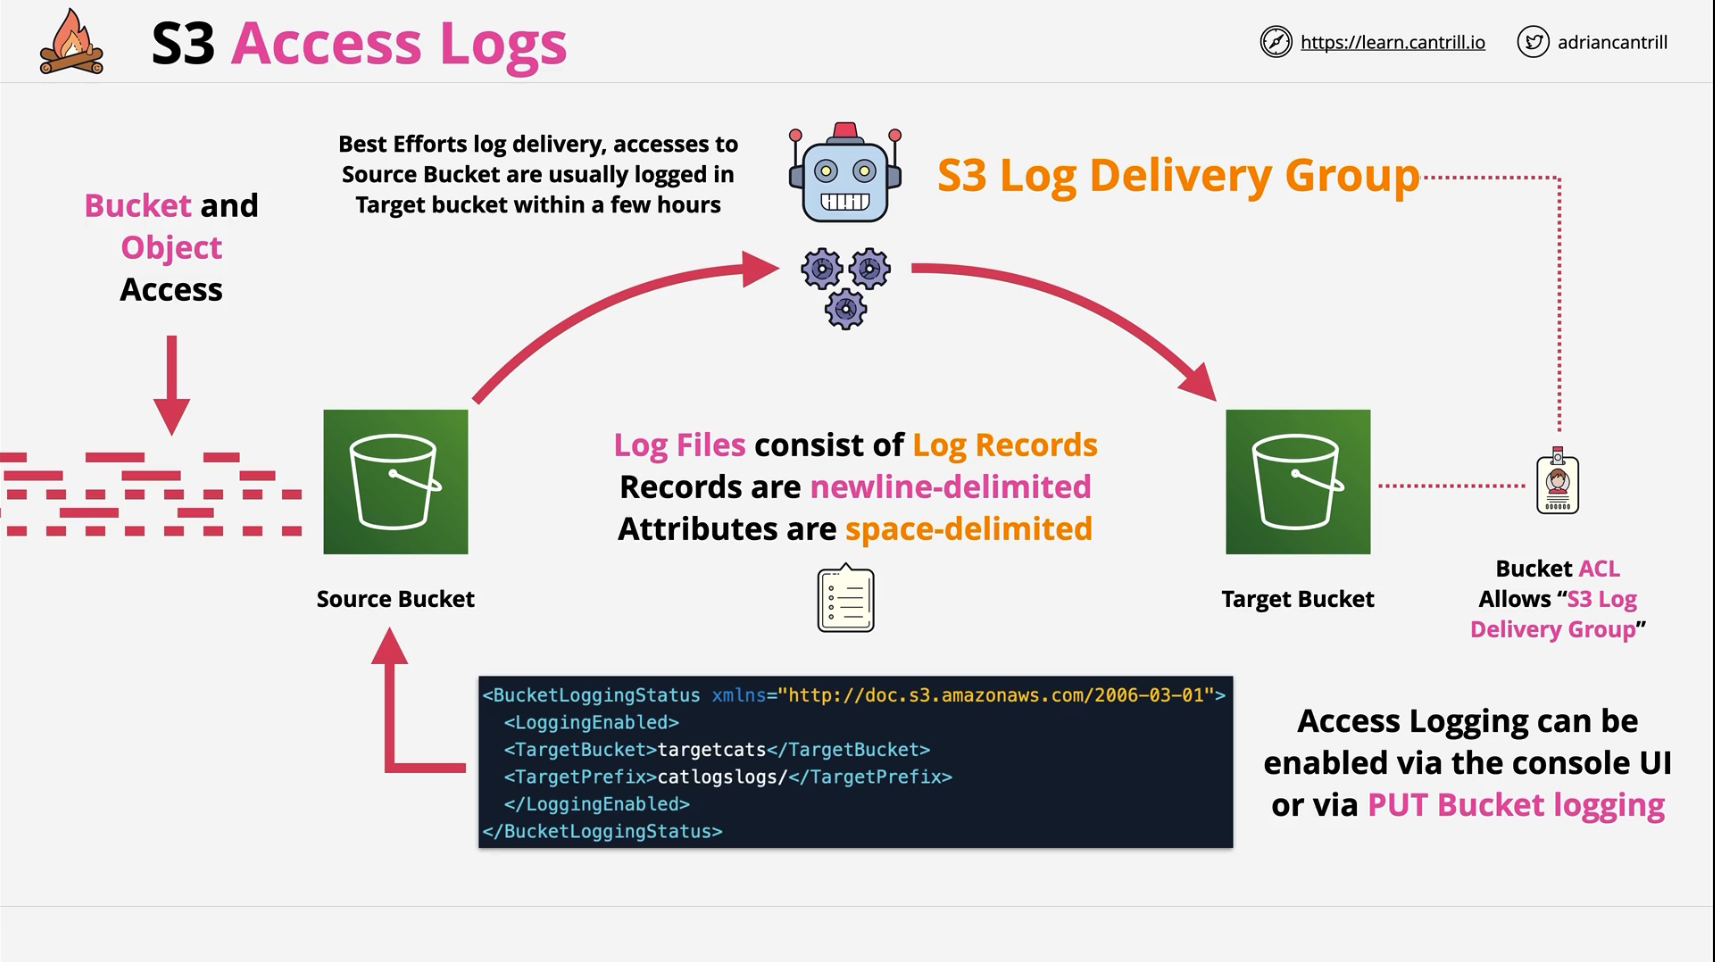 S3 Access Logs
https://learn.cantrill.io
adriancantrill
Best Efforts log delivery, accesses to
Source Bucket are usually logged in
Target bucket within a few hours
S3 Log Delivery Group
Bucket and
Object
Access
Log Files consist of Log Records
Records are newline-delimited
Attributes are space-delimited
Source Bucket
Target Bucket
Bucket ACL
Allows “S3 Log
Delivery Group”
<BucketLoggingStatus xmlns="http://doc.s3.amazonaws.com/2006-03-01">
<LoggingEnabled>
<TargetBucket>targetcats</TargetBucket>
<TargetPrefix>catlogslogs/</TargetPrefix>
</LoggingEnabled>
</BucketLoggingStatus>
Access Logging can be
enabled via the console UI
or via PUT Bucket logging